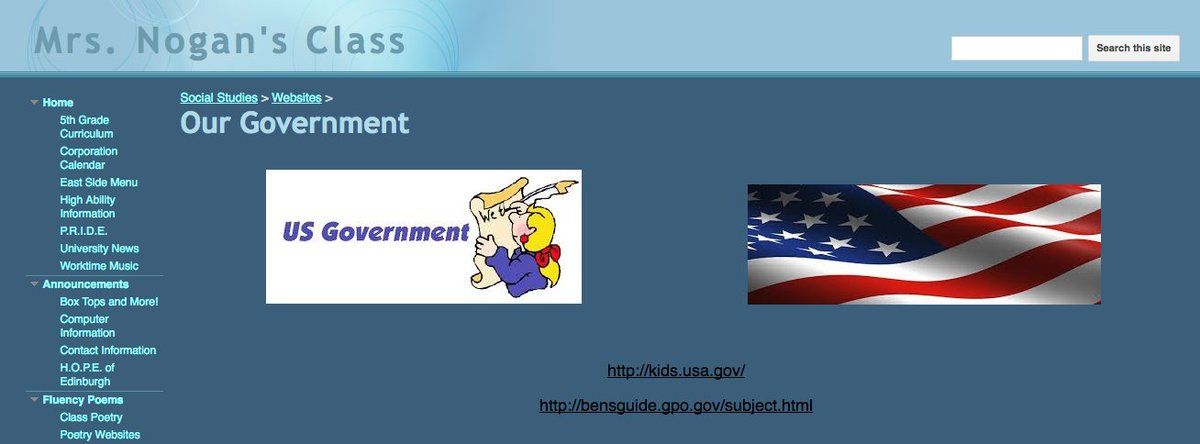 Mrs. Nogan's Class
Search this site
Home
5th Grade
Curriculum
Corporation
Calendar
East Side Menu
High Ability
Information
P.R.I.D.E.
University News
Worktime Music
Announcements
Box Tops and More!
Computer
Information
Contact Information
H.O.P.E. of
Edinburgh
Fluency Poems
Class Poetry
Poetry Websites
Social Studies > Websites >
Our Government
US Government
We the
http://kids.usa.gov/
http://bensguide.gpo.gov/subject.html